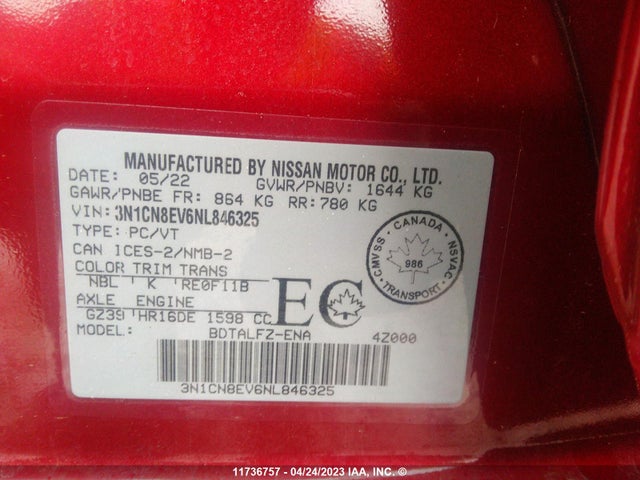 MANUFACTURED BY NISSAN MOTOR CO., LTD.
DATE: 05/22 GVWR/PNBV: 1644 KG
GAWR/PNBE FR: 864 KG RR: 780 KG
VIN: 3N1CN8EV6NL846325
TYPE: PC/VT
CAN ICES-2/NMB-2
COLOR TRIM TRANS
NBL K RE0F11B
AXLE ENGINE
GZ39 HR16DE 1598 CC
MODEL: BDTALFZ-ENA 4Z000
EC
CMVSS - CANADA - NSVAC
986
TRANSPORT
3N1CN8EV6NL846325
11736757 - 04/24/2023 IAA, INC. ©